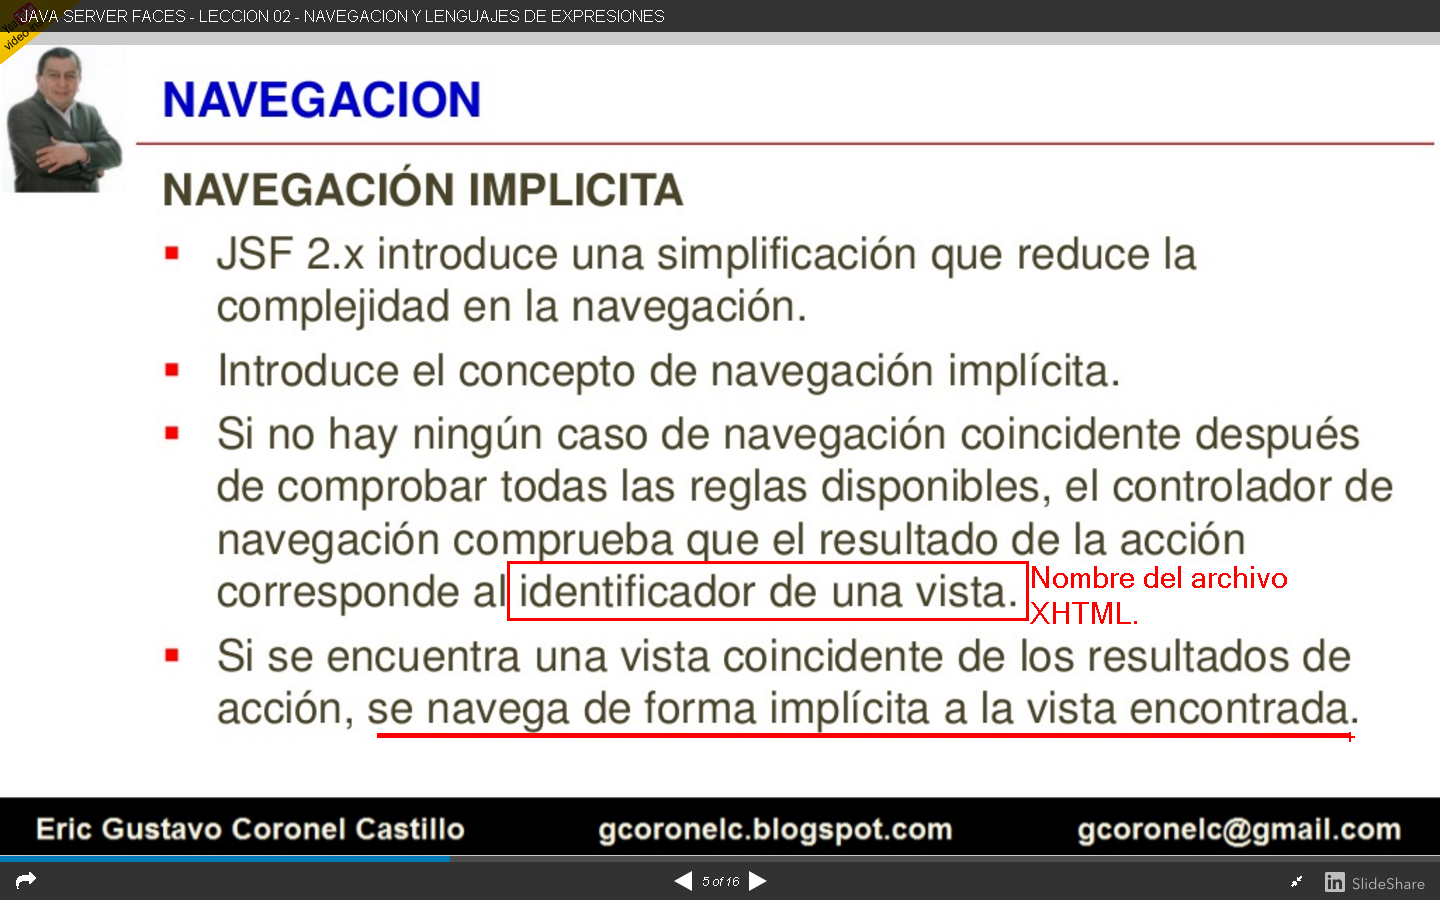 JAVA SERVER FACES - LECCION 02 - NAVEGACION Y LENGUAJES DE EXPRESIONES
You
video
NAVEGACION
NAVEGACIÓN IMPLICITA
JSF 2.x introduce una simplificación que reduce la
complejidad en la navegación.
Introduce el concepto de navegación implícita.
Si no hay ningún caso de navegación coincidente después
de comprobar todas las reglas disponibles, el controlador de
navegación comprueba que el resultado de la acción
corresponde al identificador de una vista.
Nombre del archivo
XHTML.
Si se encuentra una vista coincidente de los resultados de
acción, se navega de forma implícita a la vista encontrada.
Eric Gustavo Coronel Castillo gcoronelc.blogspot.com gcoronelc@gmail.com
5 of 16
in SlideShare